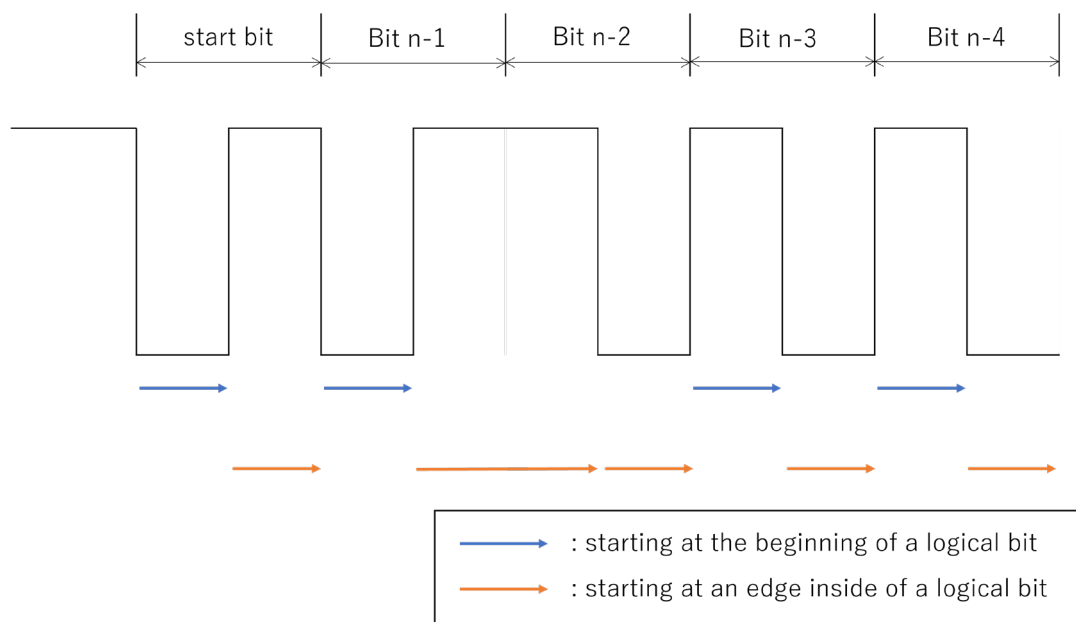 start bit
Bit n-1
Bit n-2
Bit n-3
Bit n-4
: starting at the beginning of a logical bit
: starting at an edge inside of a logical bit